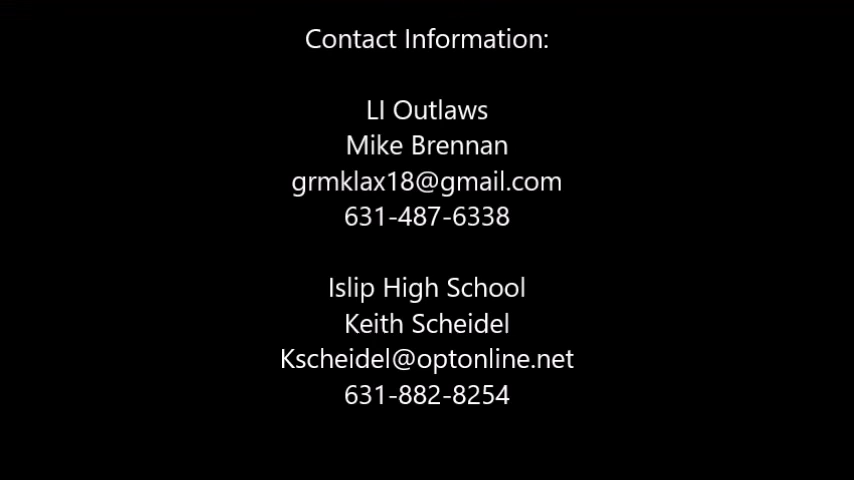 Contact Information:
LI Outlaws
Mike Brennan
grmklax18@gmail.com
631-487-6338
Islip High School
Keith Scheidel
Kscheidel@optonline.net
631-882-8254